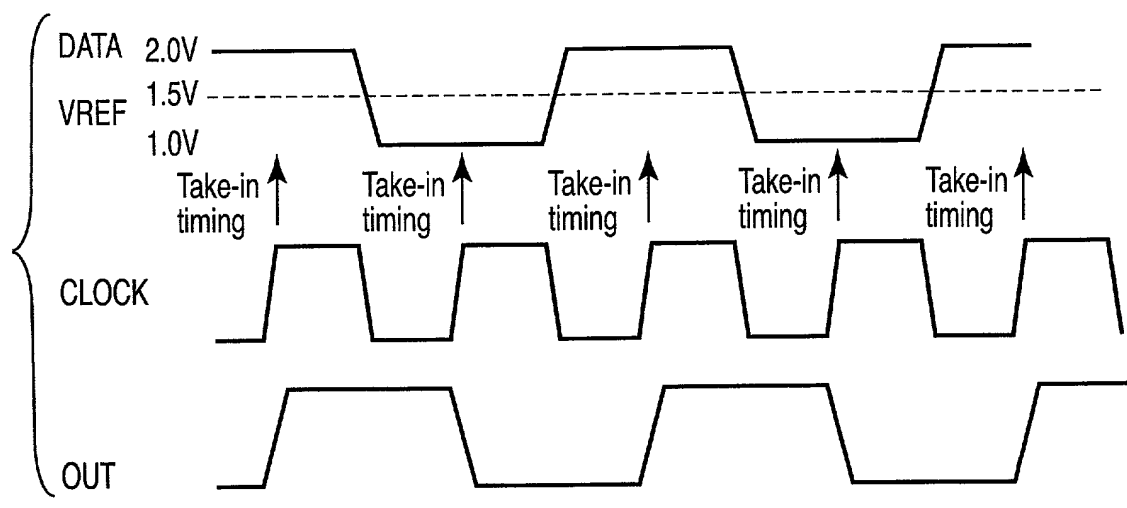 DATA 2.0V
1.5V
VREF
1.0V
Take-in timing
Take-in timing
Take-in timing
Take-in timing
Take-in timing
CLOCK
OUT